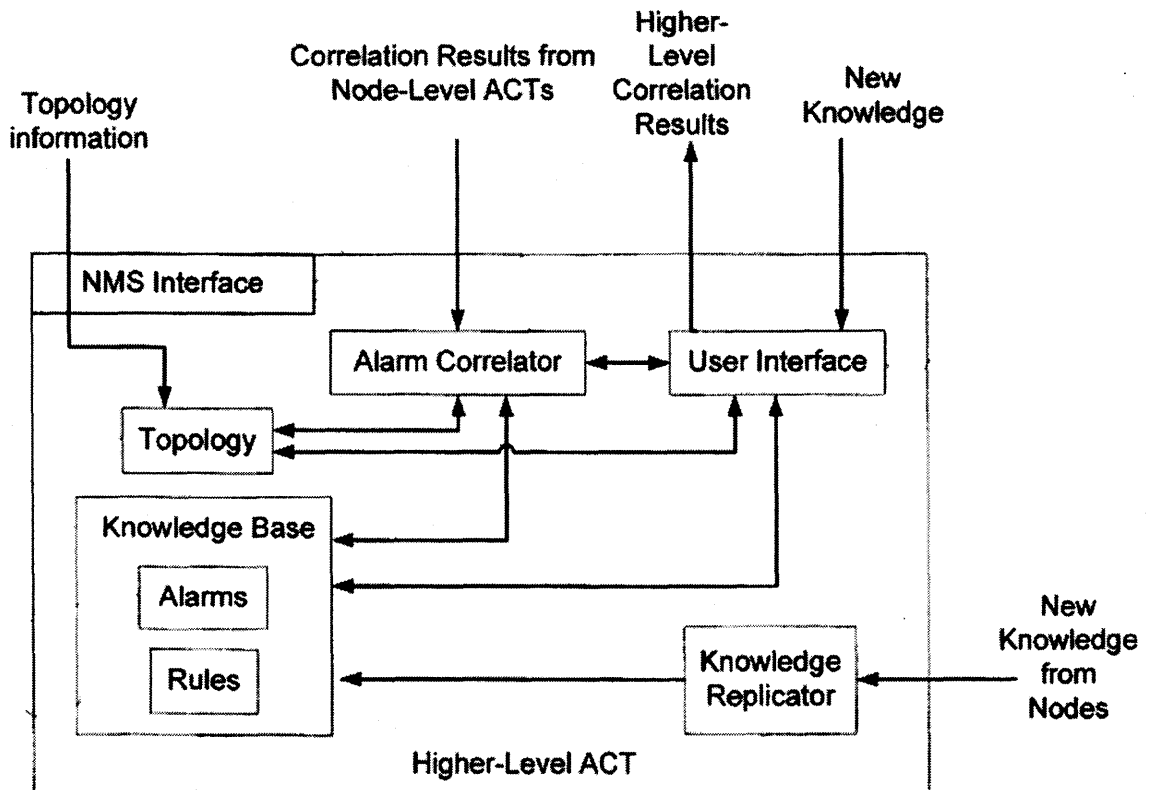 Topology
information
Correlation Results from
Node-Level ACTs
Higher-
Level
Correlation
Results
New
Knowledge
NMS Interface
Alarm Correlator
User Interface
Topology
Knowledge Base
Alarms
Rules
Knowledge
Replicator
New
Knowledge
from
Nodes
Higher-Level ACT